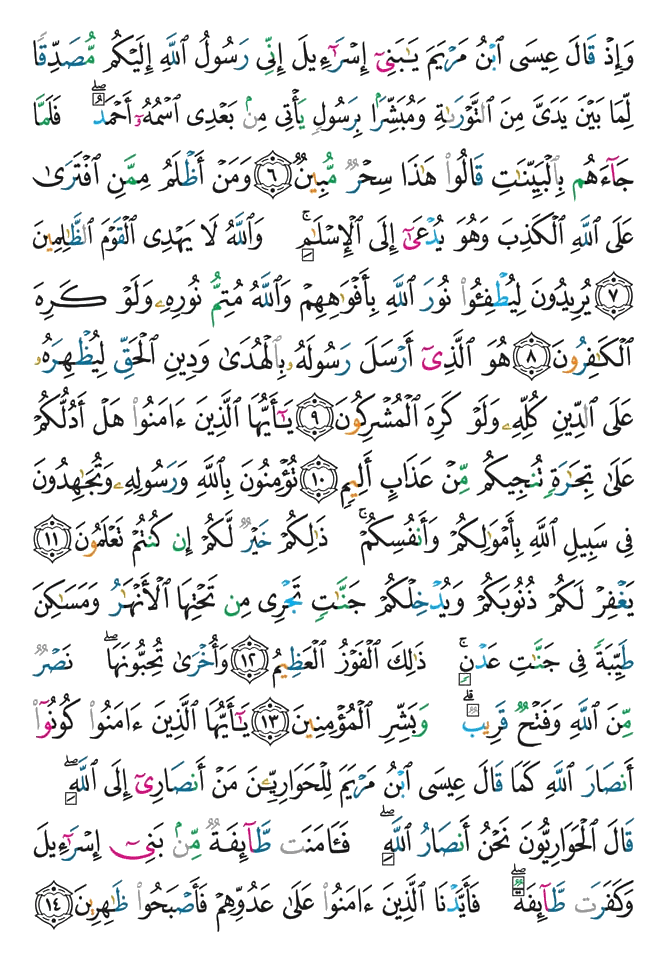 وَإِذْ قَالَ عِيسَى ٱبْنُ مَرْيَمَ يَـٰبَنِىٓ إِسْرَٰٓءِيلَ إِنِّى رَسُولُ ٱللَّهِ إِلَيْكُم مُّصَدِّقًا
لِّمَا بَيْنَ يَدَىَّ مِنَ ٱلتَّوْرَىٰةِ وَمُبَشِّرًۢا بِرَسُولٍ يَأْتِى مِنۢ بَعْدِى ٱسْمُهُۥٓ أَحْمَدُ ۖ فَلَمَّا
جَآءَهُم بِٱلْبَيِّنَـٰتِ قَالُوا۟ هَـٰذَا سِحْرٌ مُّبِينٌ ٦ وَمَنْ أَظْلَمُ مِمَّنِ ٱفْتَرَىٰ
عَلَى ٱللَّهِ ٱلْكَذِبَ وَهُوَ يُدْعَىٰٓ إِلَى ٱلْإِسْلَـٰمِ ۚ وَٱللَّهُ لَا يَهْدِى ٱلْقَوْمَ ٱلظَّـٰلِمِينَ
٧ يُرِيدُونَ لِيُطْفِـُٔوا۟ نُورَ ٱللَّهِ بِأَفْوَٰهِهِمْ وَٱللَّهُ مُتِمُّ نُورِهِۦ وَلَوْ كَرِهَ
ٱلْكَـٰفِرُونَ ٨ هُوَ ٱلَّذِىٓ أَرْسَلَ رَسُولَهُۥ بِٱلْهُدَىٰ وَدِينِ ٱلْحَقِّ لِيُظْهِرَهُۥ
عَلَى ٱلدِّينِ كُلِّهِۦ وَلَوْ كَرِهَ ٱلْمُشْرِكُونَ ٩ يَـٰٓأَيُّهَا ٱلَّذِينَ ءَامَنُوا۟ هَلْ أَدُلُّكُمْ
عَلَىٰ تِجَـٰرَةٍ تُنجِيكُم مِّنْ عَذَابٍ أَلِيمٍ ١٠ تُؤْمِنُونَ بِٱللَّهِ وَرَسُولِهِۦ وَتُجَـٰهِدُونَ
فِى سَبِيلِ ٱللَّهِ بِأَمْوَٰلِكُمْ وَأَنفُسِكُمْ ۚ ذَٰلِكُمْ خَيْرٌ لَّكُمْ إِن كُنتُمْ تَعْلَمُونَ ١١
يَغْفِرْ لَكُمْ ذُنُوبَكُمْ وَيُدْخِلْكُمْ جَنَّـٰتٍ تَجْرِى مِن تَحْتِهَا ٱلْأَنْهَـٰرُ وَمَسَـٰكِنَ
طَيِّبَةً فِى جَنَّـٰتِ عَدْنٍ ۚ ذَٰلِكَ ٱلْفَوْزُ ٱلْعَظِيمُ ١٢ وَأُخْرَىٰ تُحِبُّونَهَا ۖ نَصْرٌ
مِّنَ ٱللَّهِ وَفَتْحٌ قَرِيبٌ ۗ وَبَشِّرِ ٱلْمُؤْمِنِينَ ١٣ يَـٰٓأَيُّهَا ٱلَّذِينَ ءَامَنُوا۟ كُونُوٓا۟
أَنصَارَ ٱللَّهِ كَمَا قَالَ عِيسَى ٱبْنُ مَرْيَمَ لِلْحَوَارِيِّـۧنَ مَنْ أَنصَارِىٓ إِلَى ٱللَّهِ ۖ
قَالَ ٱلْحَوَارِيُّونَ نَحْنُ أَنصَارُ ٱللَّهِ ۖ فَـَٔامَنَت طَّآئِفَةٌ مِّنۢ بَنِىٓ إِسْرَٰٓءِيلَ
وَكَفَرَت طَّآئِفَةٌ ۖ فَأَيَّدْنَا ٱلَّذِينَ ءَامَنُوا۟ عَلَىٰ عَدُوِّهِمْ فَأَصْبَحُوا۟ ظَـٰهِرِينَ ١٤